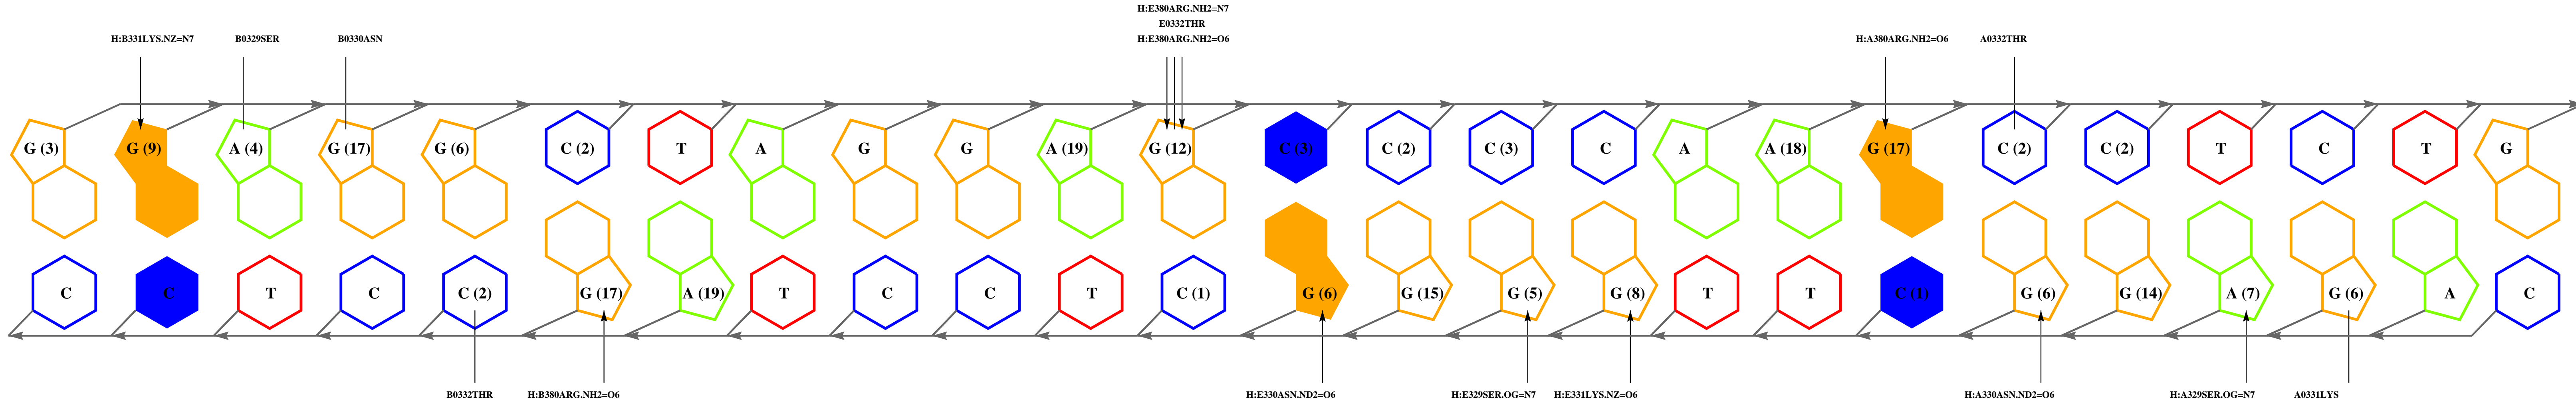 H:E380ARG.NH2=N7
E0332THR
H:B331LYS.NZ=N7 B0329SER B0330ASN H:E380ARG.NH2=O6 H:A380ARG.NH2=O6 A0332THR
G (3) G (9) A (4) G (17) G (6) C (2) T A G G A (19) G (12) C (3) C (2) C (3) C A A (18) G (17) C (2) C (2) T C T G
C C T C C (2) G (17) A (19) T C C T C (1) G (6) G (15) G (5) G (8) T T C (1) G (6) G (14) A (7) G (6) A C
B0332THR H:B380ARG.NH2=O6 H:E330ASN.ND2=O6 H:E329SER.OG=N7 H:E331LYS.NZ=O6 H:A330ASN.ND2=O6 H:A329SER.OG=N7 A0331LYS